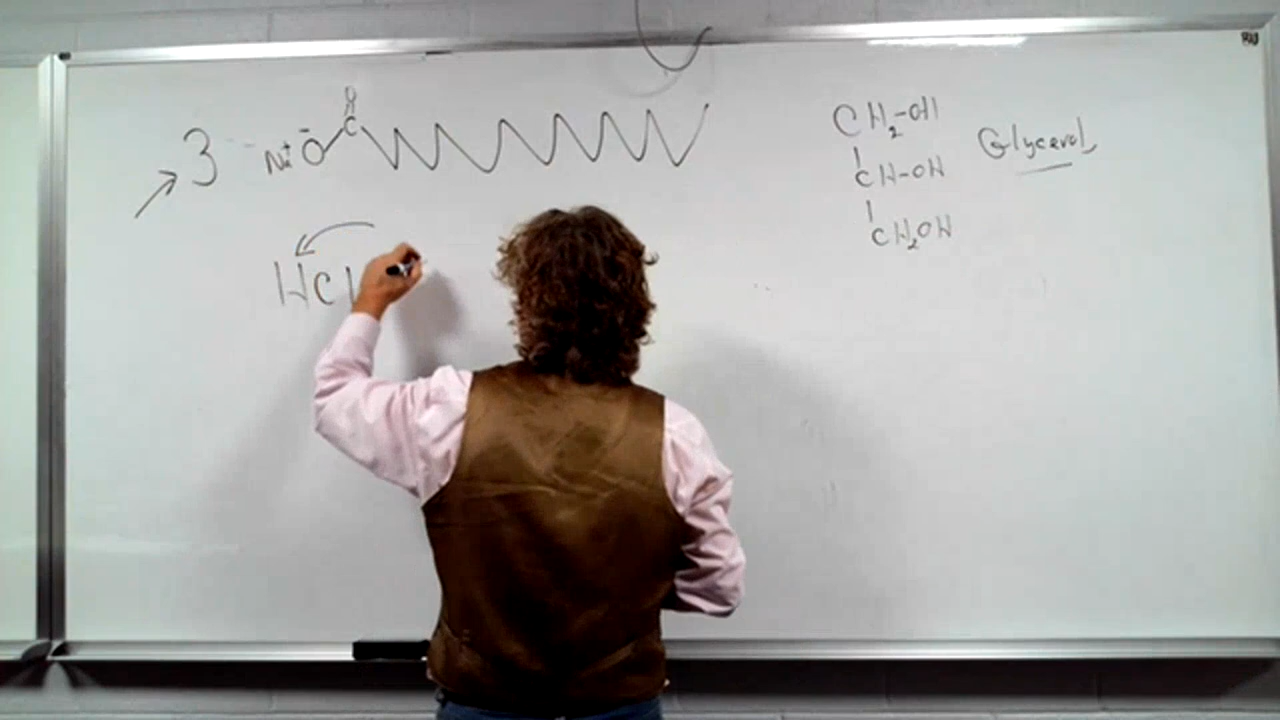 3 Na⁺ ⁻O C O
HCl
CH₂-OH
CH-OH
CH₂OH
Glycerol